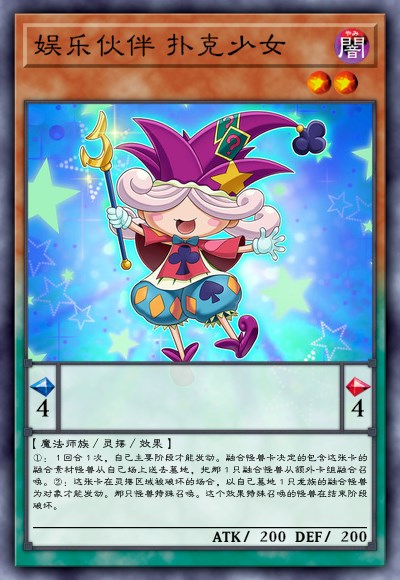 娱乐伙伴 扑克少女
やみ
闇
? ?
4 4
【魔法师族／灵摆／效果】
①：1回合1次，自己主要阶段才能发动。融合怪兽卡决定的包含这张卡的
融合素材怪兽从自己场上送去墓地，把那1只融合怪兽从额外卡组融合召
唤。②：这张卡在灵摆区域被破坏的场合，以自己墓地1只龙族的融合怪兽
为对象才能发动。那只怪兽特殊召唤。这个效果特殊召唤的怪兽在结束阶段
破坏。
ATK/ 200 DEF/ 200